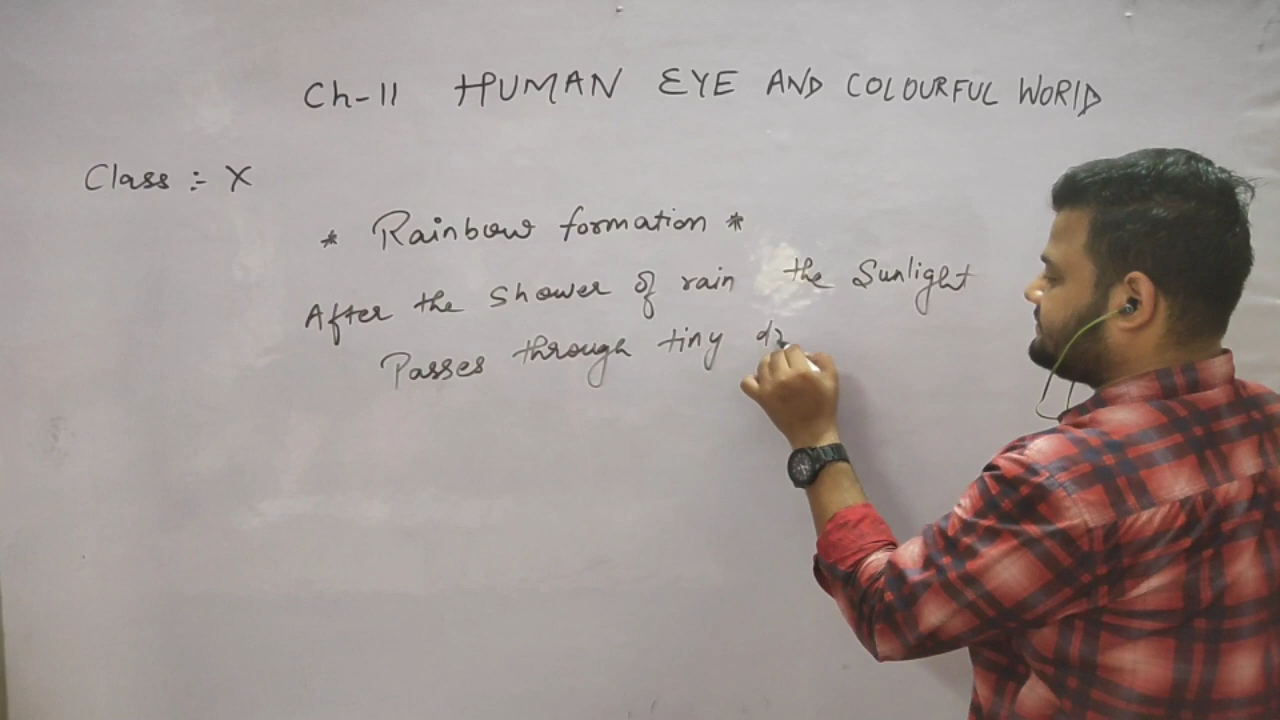 Ch-11 HUMAN EYE AND COLOURFUL WORLD
Class :- X
* Rainbow formation *
After the shower of rain the Sunlight
Passes through tiny dr